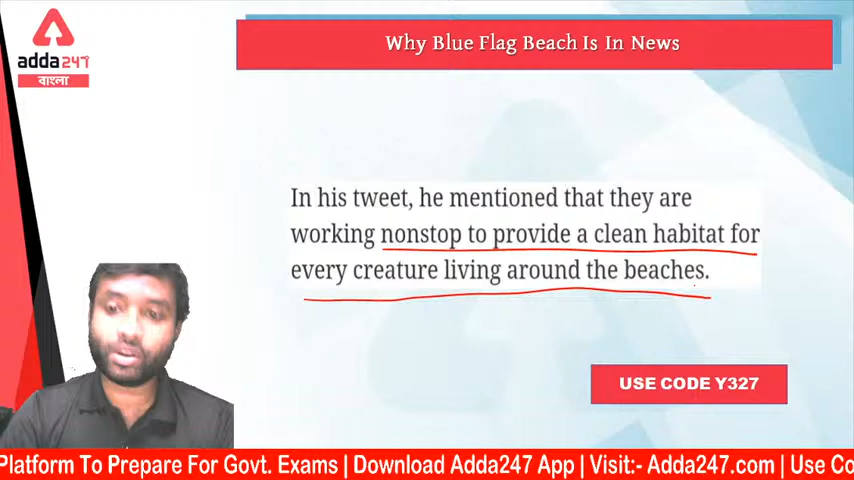 Why Blue Flag Beach Is In News
adda247
বাংলা
In his tweet, he mentioned that they are
working nonstop to provide a clean habitat for
every creature living around the beaches.
USE CODE Y327
Platform To Prepare For Govt. Exams | Download Adda247 App | Visit:- Adda247.com | Use Co